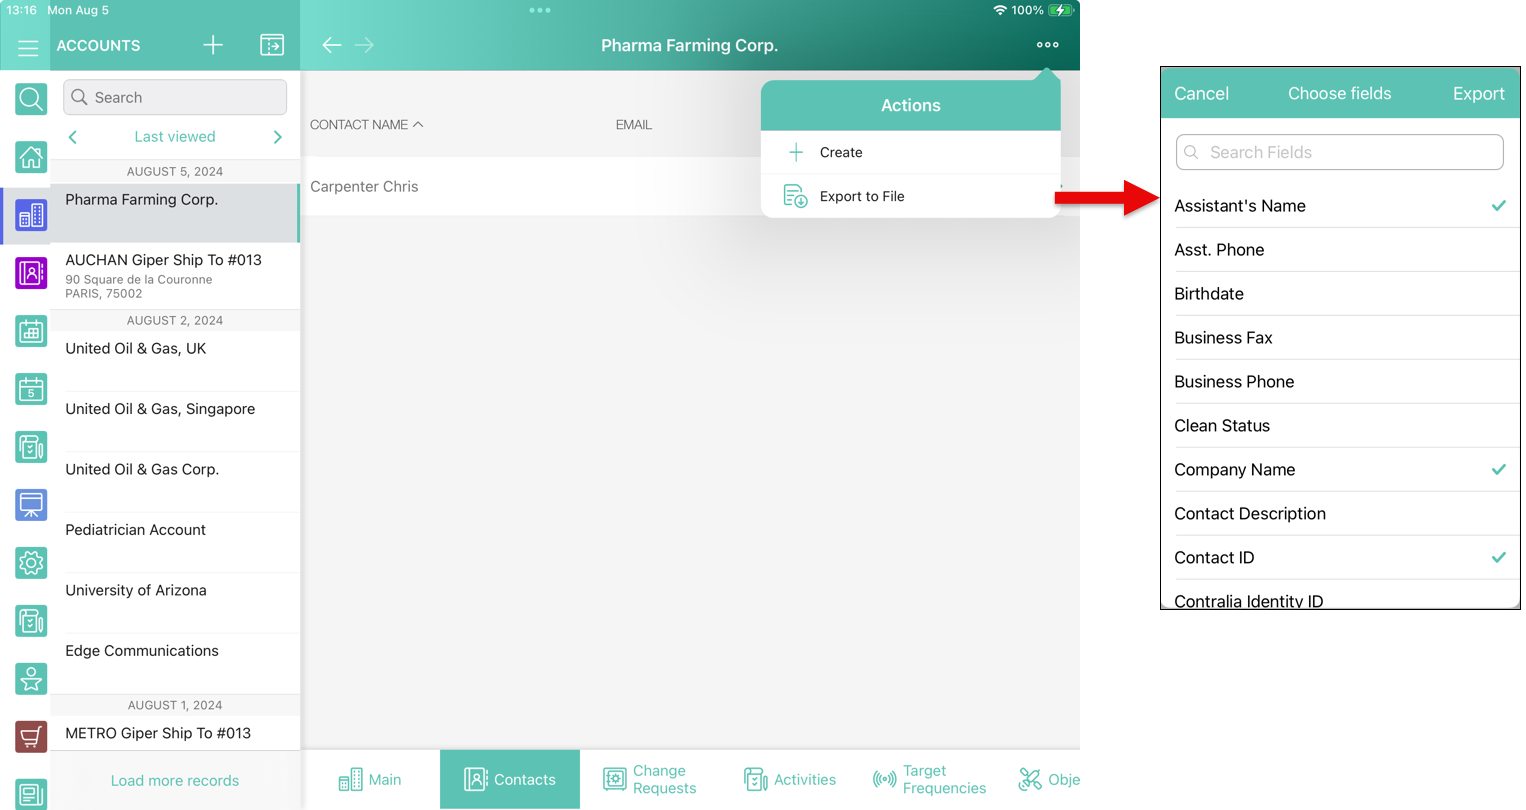 13:16 Mon Aug 5
100%
ACCOUNTS
Pharma Farming Corp.
Search
Last viewed
AUGUST 5, 2024
Pharma Farming Corp.
AUCHAN Giper Ship To #013
90 Square de la Couronne
PARIS, 75002
AUGUST 2, 2024
United Oil & Gas, UK
United Oil & Gas, Singapore
5
United Oil & Gas Corp.
Pediatrician Account
University of Arizona
Edge Communications
AUGUST 1, 2024
METRO Giper Ship To #013
Load more records
CONTACT NAME
EMAIL
Carpenter Chris
Actions
Create
Export to File
Main
Contacts
Change
Requests
Activities
Target
Frequencies
Obje
Cancel
Choose fields
Export
Search Fields
Assistant's Name
Asst. Phone
Birthdate
Business Fax
Business Phone
Clean Status
Company Name
Contact Description
Contact ID
Contralia Identity ID